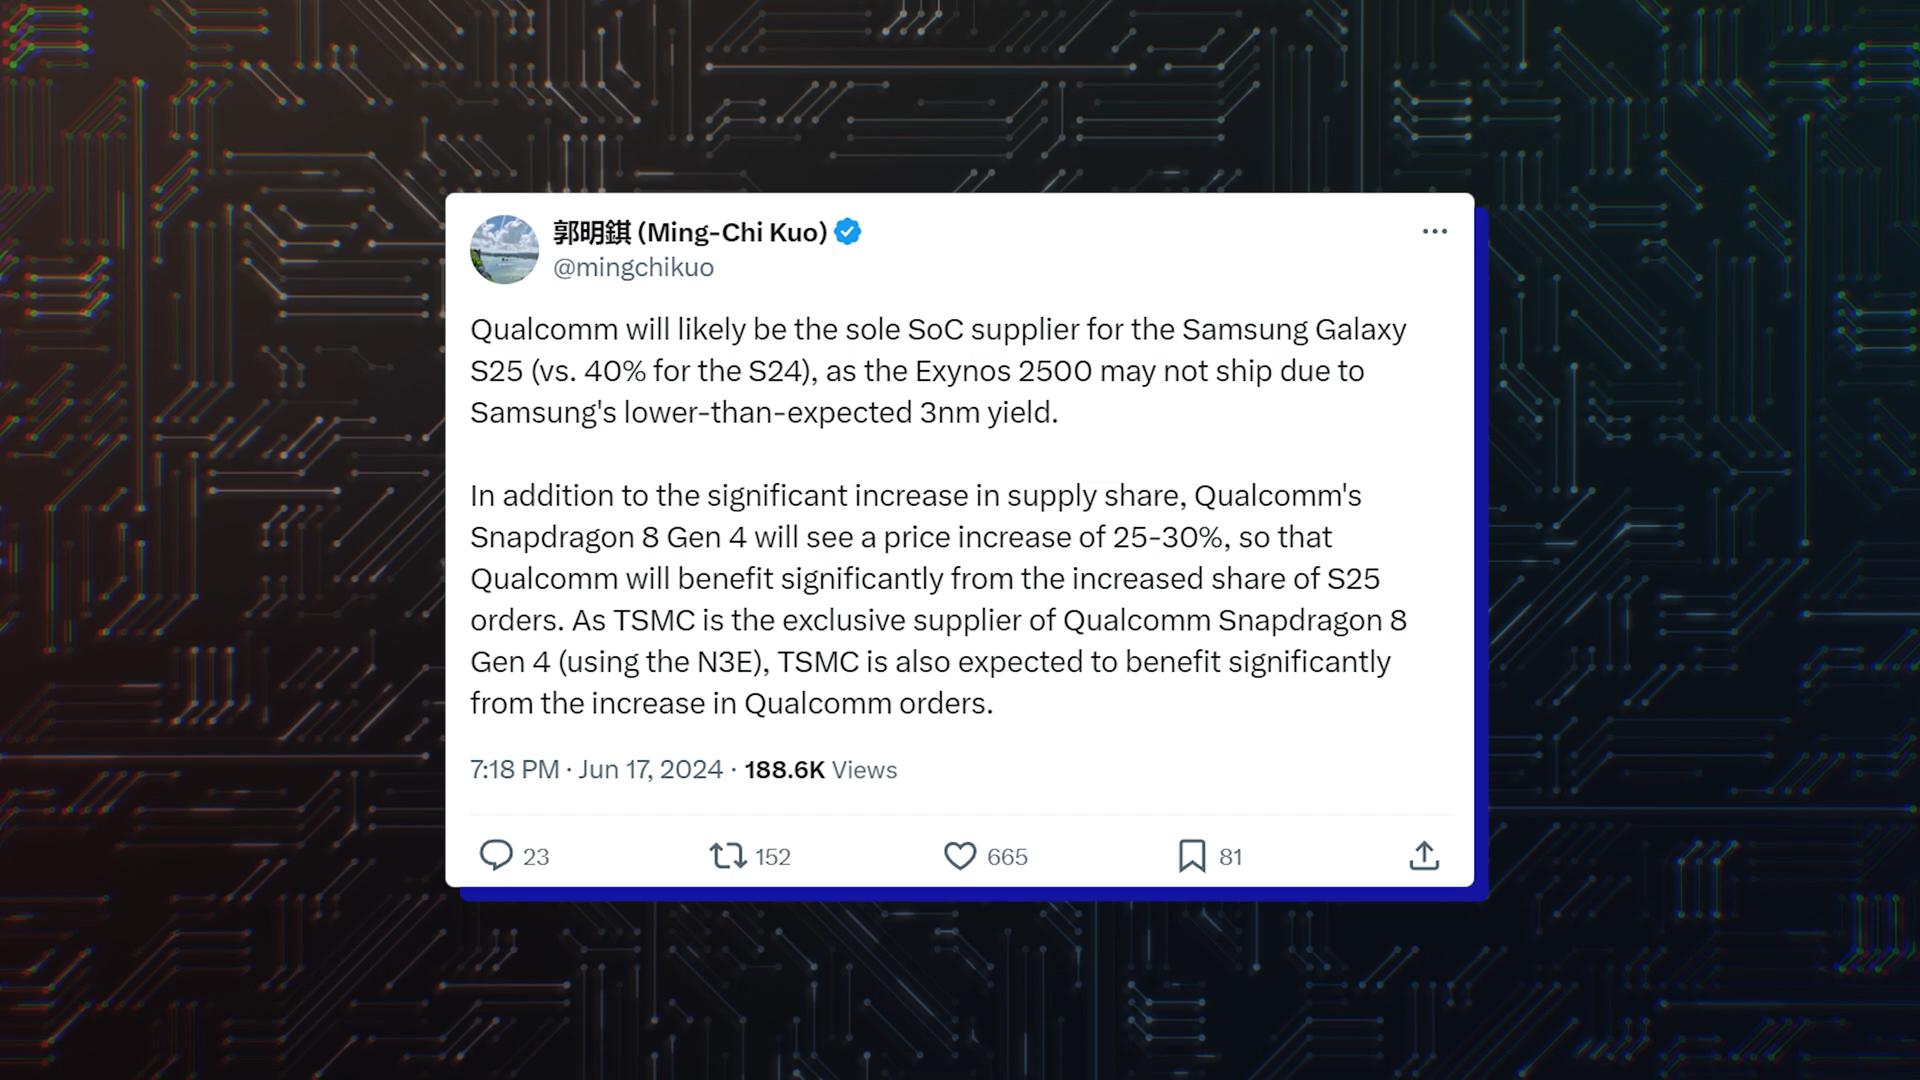 郭明錤 (Ming-Chi Kuo)
@mingchikuo
Qualcomm will likely be the sole SoC supplier for the Samsung Galaxy
S25 (vs. 40% for the S24), as the Exynos 2500 may not ship due to
Samsung's lower-than-expected 3nm yield.
In addition to the significant increase in supply share, Qualcomm's
Snapdragon 8 Gen 4 will see a price increase of 25-30%, so that
Qualcomm will benefit significantly from the increased share of S25
orders. As TSMC is the exclusive supplier of Qualcomm Snapdragon 8
Gen 4 (using the N3E), TSMC is also expected to benefit significantly
from the increase in Qualcomm orders.
7:18 PM · Jun 17, 2024 · 188.6K Views
23 152 665 81